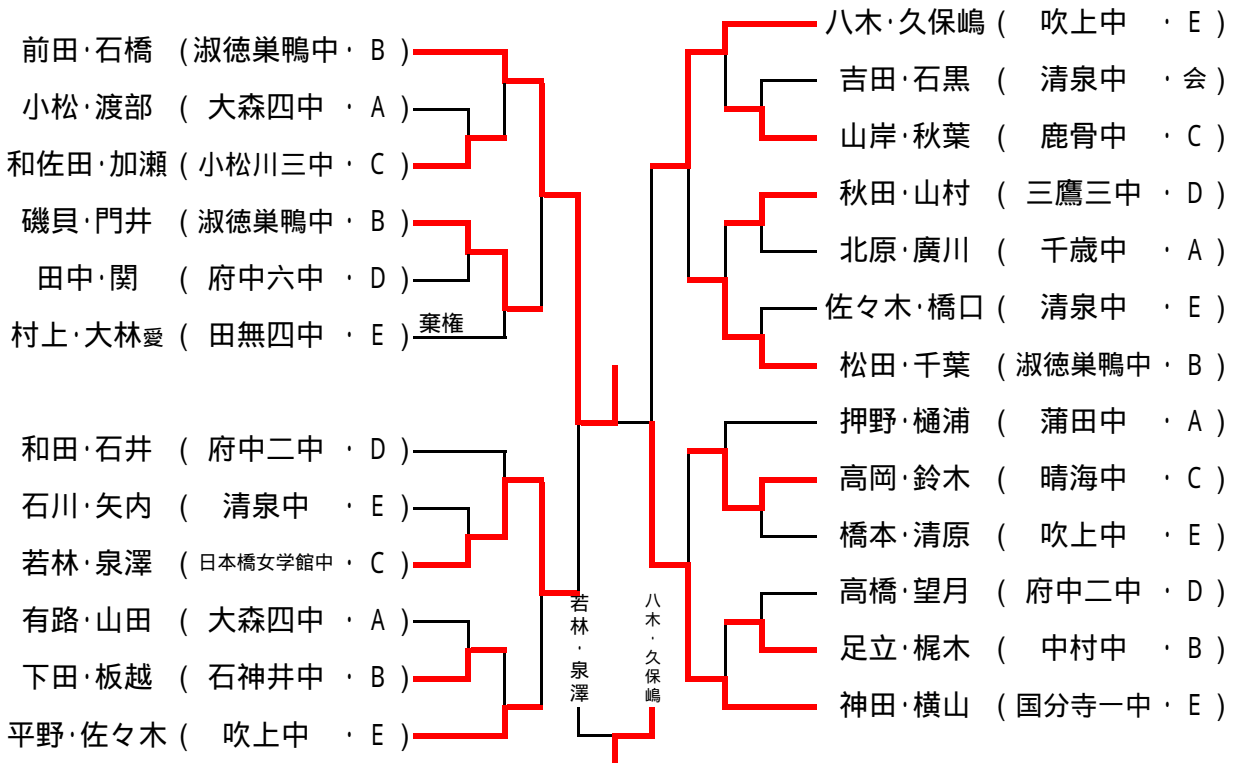 前田·石橋 (淑徳巣鴨中· B )
小松·渡部 ( 大森四中 · A )
和佐田·加瀬 (小松川三中· C )
磯貝·門井 (淑徳巣鴨中· B )
田中·関 ( 府中六中 · D )
村上·大林愛 ( 田無四中 · E ) 棄権
和田·石井 ( 府中二中 · D )
石川·矢内 ( 清泉中 · E )
若林·泉澤 (日本橋女学館中· C )
有路·山田 ( 大森四中 · A )
下田·板越 ( 石神井中 · B )
平野·佐々木 ( 吹上中 · E )
若林·泉澤
八木·久保嶋
八木·久保嶋 ( 吹上中 · E )
吉田·石黒 ( 清泉中 · 会 )
山岸·秋葉 ( 鹿骨中 · C )
秋田·山村 ( 三鷹三中 · D )
北原·廣川 ( 千歳中 · A )
佐々木·橋口 ( 清泉中 · E )
松田·千葉 (淑徳巣鴨中· B )
押野·樋浦 ( 蒲田中 · A )
高岡·鈴木 ( 晴海中 · C )
橋本·清原 ( 吹上中 · E )
高橋·望月 ( 府中二中 · D )
足立·梶木 ( 中村中 · B )
神田·横山 (国分寺一中· E )